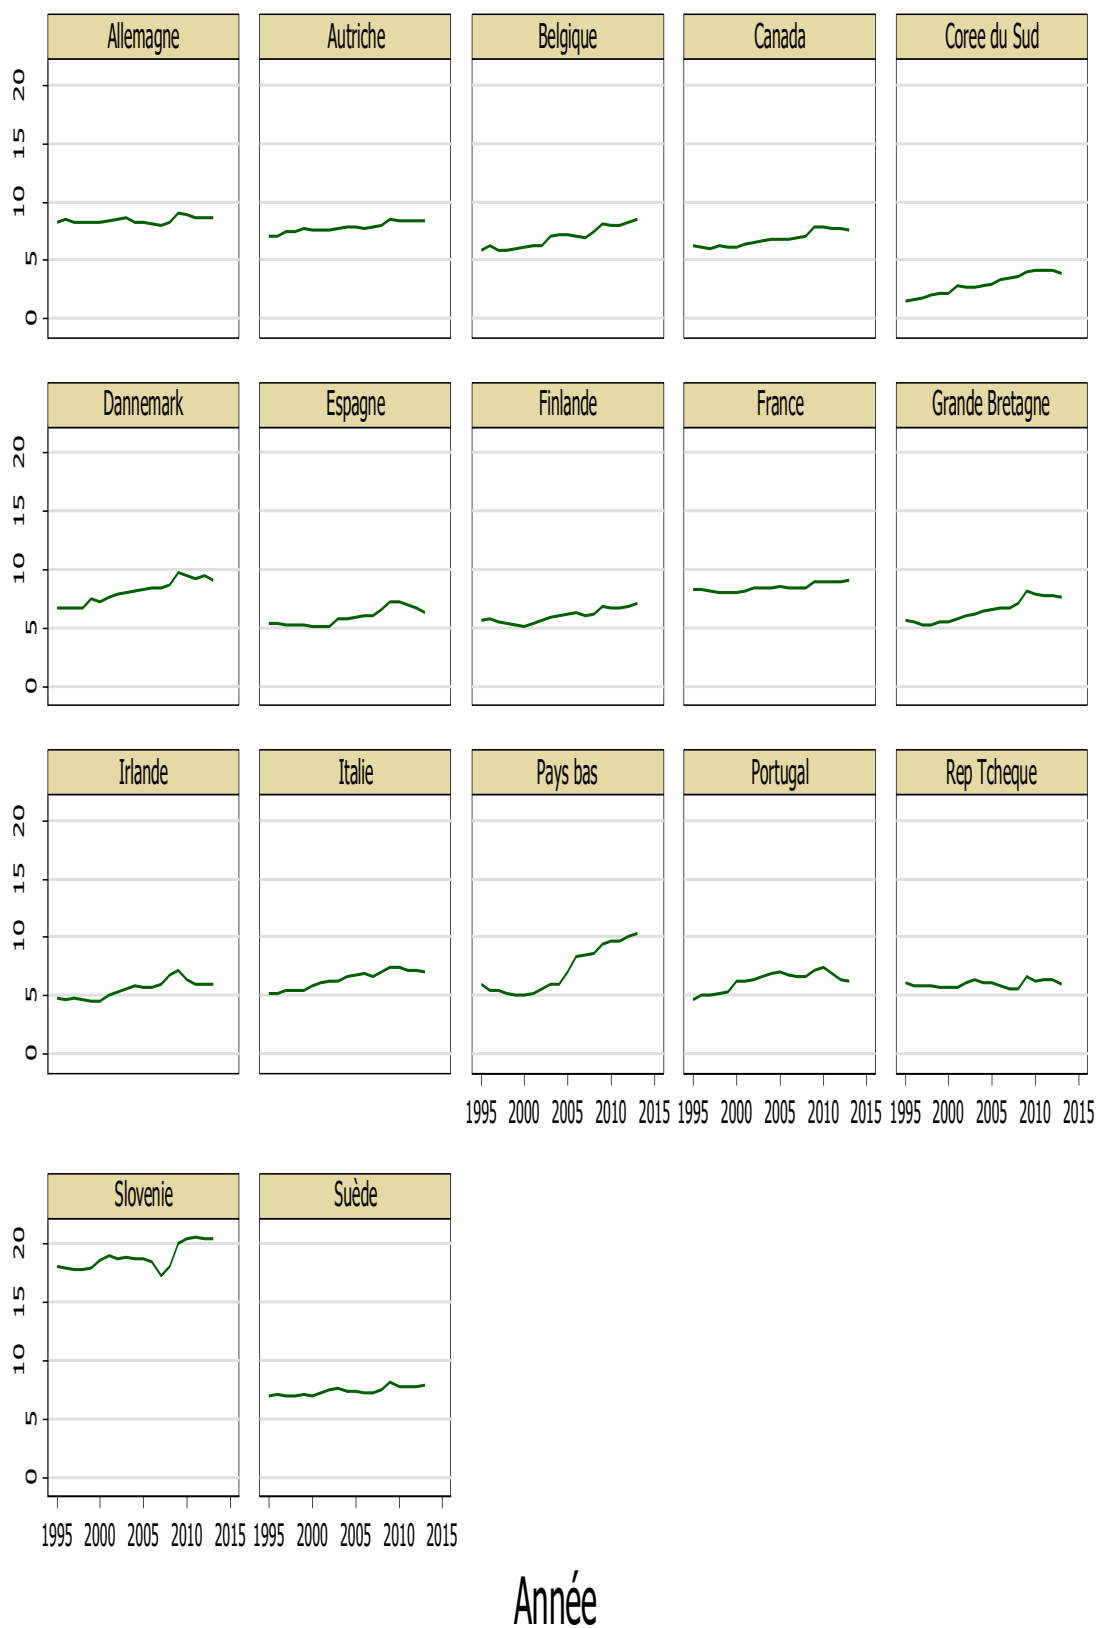 Allemagne Autriche Belgique Canada Coree du Sud
20
15
10
5
0
Dannemark Espagne Finlande France Grande Bretagne
20
15
10
5
0
Irlande Italie Pays bas Portugal Rep Tcheque
20
15
10
5
0
1995 2000 2005 2010 2015 1995 2000 2005 2010 2015 1995 2000 2005 2010 2015
Slovenie Suède
20
15
10
5
0
1995 2000 2005 2010 2015 1995 2000 2005 2010 2015
Année